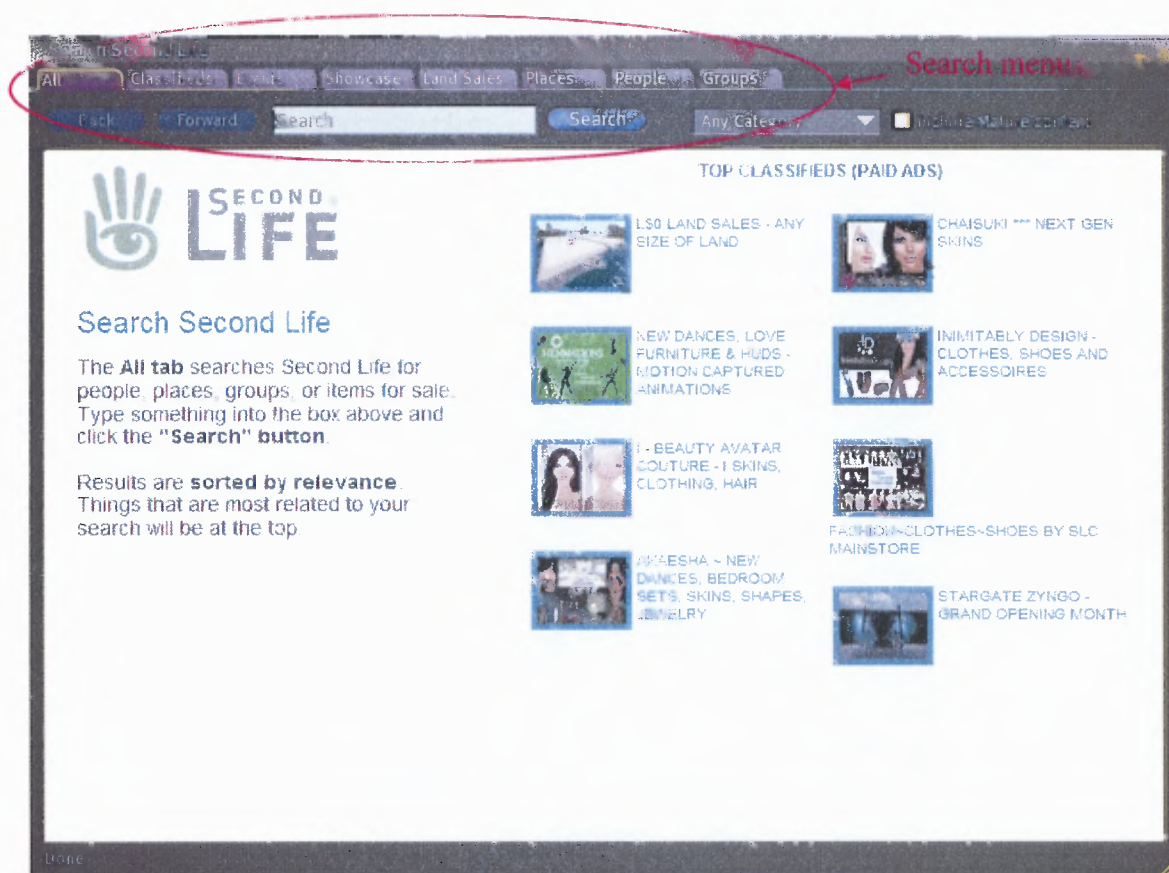 Search Second Life
All Classifieds Events Showcase Land Sales Places People Groups
Search menu
Back Forward Search Search Any Category Include Mature content
SECOND
LIFE
Search Second Life
The All tab searches Second Life for
people, places, groups, or items for sale.
Type something into the box above and
click the "Search" button.
Results are sorted by relevance.
Things that are most related to your
search will be at the top
TOP CLASSIFIEDS (PAID ADS)
LAND SALES - ANY
SIZE OF LAND
NEW DANCES, LOVE
FURNITURE & HUDS -
MOTION CAPTURED
ANIMATIONS
- BEAUTY AVATAR
COUTURE - SKINS,
CLOTHING, HAIR
AKAESHA ~ NEW
DANCES, BEDROOM
SETS, SKINS, SHAPES,
JEWELRY
CHAISUKI *** NEXT GEN
SKINS
INIMITABLY DESIGN -
CLOTHES, SHOES AND
ACCESSOIRES
FASHION~CLOTHES~SHOES BY SLC
MAINSTORE
STARGATE ZYNGO -
GRAND OPENING MONTH
Done